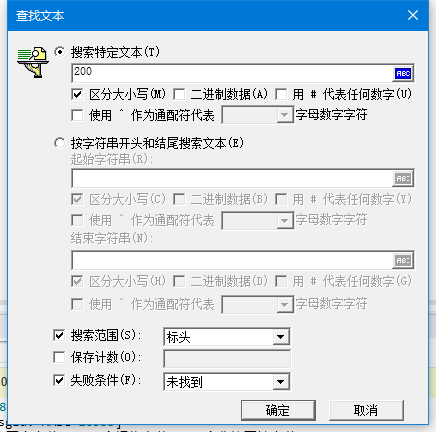 查找文本
搜索特定文本(T)
200
ABC
区分大小写(M) 二进制数据(A) 用 # 代表任何数字(U)
使用 ^ 作为通配符代表 字母数字字符
按字符串开头和结尾搜索文本(E)
起始字符串(R):
ABC
区分大小写(C) 二进制数据(B) 用 # 代表任何数字(Y)
使用 ^ 作为通配符代表 字母数字字符
结束字符串(N):
ABC
区分大小写(H) 二进制数据(D) 用 # 代表任何数字(G)
使用 ^ 作为通配符代表 字母数字字符
搜索范围(S): 标头
保存计数(O):
失败条件(F): 未找到
确定 取消